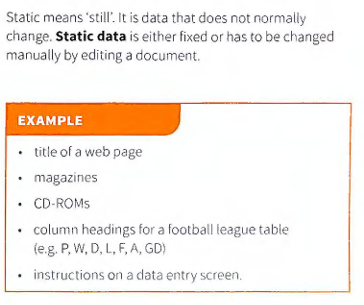 Static means 'still'. It is data that does not normally
change. Static data is either fixed or has to be changed
manually by editing a document.
EXAMPLE
• title of a web page
• magazines
• CD-ROMs
• column headings for a football league table
(e.g. P, W, D, L, F, A, GD)
• instructions on a data entry screen.